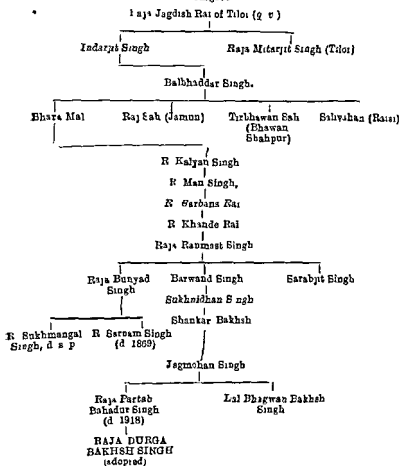 Raja Jagdish Rai of Tiloi (q v)
Indarjit Singh Raja Mitarjit Singh (Tiloi)
Balbhaddar Singh.
Bhara Mal Raj Sah (Jamun) Tirbhawan Sah Salivahan (Raisi)
(Bhawan
Shahpur)
R Kalyan Singh
R Man Singh,
R Harbans Rai
R Khande Rai
Raja Ranmast Singh
Raja Bunyad Barwand Singh Sarabjit Singh
Singh
Sukhnidhan Singh
Shankar Bakhsh
R Sukhmangal R Sarnam Singh
Singh, d s p (d 1869)
Jagmohan Singh
Raja Partab Lal Bhagwan Bakhsh
Bahadur Singh Singh
(d 1918)
RAJA DURGA
BAKHSH SINGH
(adopted)